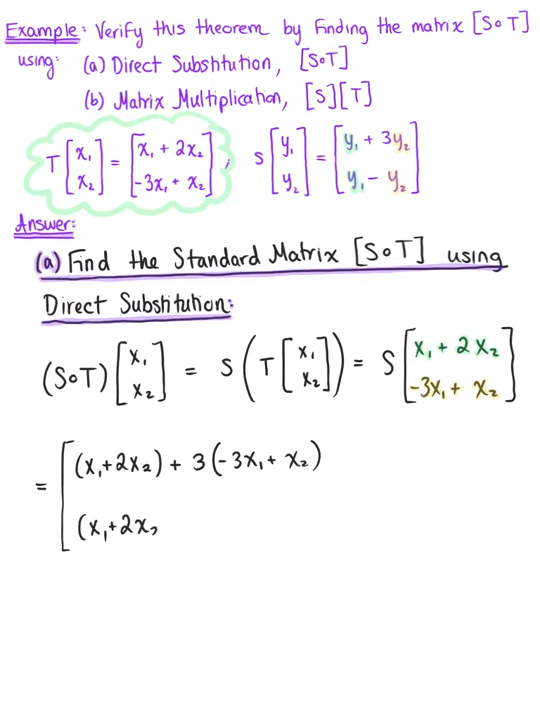 Example: Verify this theorem by finding the matrix [S∘T]
using: (a) Direct Substitution, [S∘T]
(b) Matrix Multiplication, [S][T]
T [x₁ x₂] = [x₁ + 2x₂ -3x₁ + x₂] ; S [y₁ y₂] = [y₁ + 3y₂ y₁ - y₂]
Answer:
(a) Find the Standard Matrix [S∘T] using
Direct Substitution:
(S∘T) [x₁ x₂] = S (T [x₁ x₂]) = S [x₁ + 2x₂ -3x₁ + x₂]
= [(x₁+2x₂) + 3(-3x₁ + x₂)
(x₁+2x₂